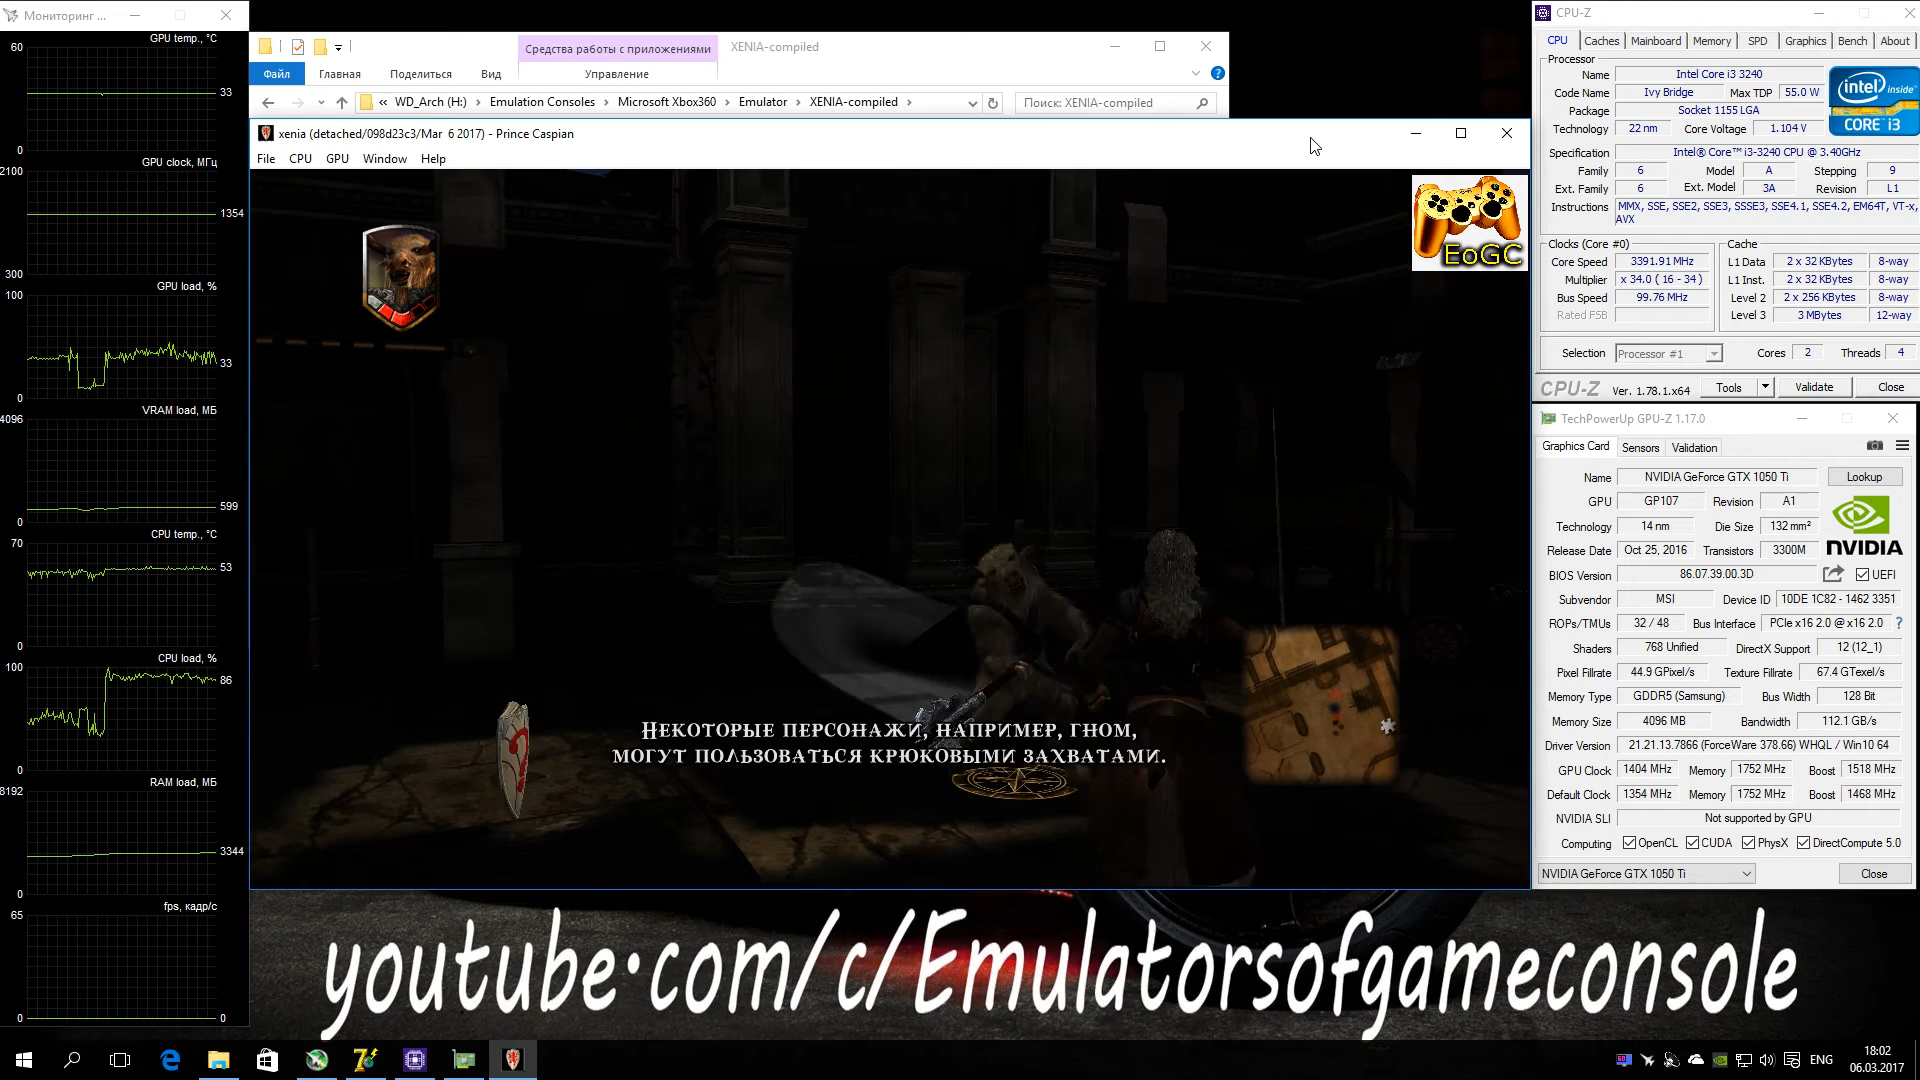 Мониторинг ...
GPU temp., °C
60
33
0
GPU clock, МГц
2100
1354
300
GPU load, %
100
33
0
VRAM load, МБ
4096
599
0
CPU temp., °C
70
53
0
CPU load, %
100
86
0
RAM load, МБ
8192
3344
0
fps, кадр/с
65
0
0
Средства работы с приложениями
XENIA-compiled
Файл
Главная
Поделиться
Вид
Управление
« WD_Arch (H:) › Emulation Consoles › Microsoft Xbox360 › Emulator › XENIA-compiled ›
Поиск: XENIA-compiled
xenia (detached/098d23c3/Mar 6 2017) - Prince Caspian
File CPU GPU Window Help
EoGC
Некоторые персонажи, например, гном,
могут пользоваться крюковыми захватами.
youtube.com/c/Emulatorsofgameconsole
CPU-Z
CPU Caches Mainboard Memory SPD Graphics Bench About
Processor
Name Intel Core i3 3240
Code Name Ivy Bridge Max TDP 55.0 W
Package Socket 1155 LGA
Technology 22 nm Core Voltage 1.104 V
intel inside™
CORE i3
Specification Intel® Core™ i3-3240 CPU @ 3.40GHz
Family 6 Model A Stepping 9
Ext. Family 6 Ext. Model 3A Revision L1
Instructions MMX, SSE, SSE2, SSE3, SSSE3, SSE4.1, SSE4.2, EM64T, VT-x,
AVX
Clocks (Core #0)
Core Speed 3391.91 MHz
Multiplier x 34.0 ( 16 - 34 )
Bus Speed 99.76 MHz
Rated FSB
Cache
L1 Data 2 x 32 KBytes 8-way
L1 Inst. 2 x 32 KBytes 8-way
Level 2 2 x 256 KBytes 8-way
Level 3 3 MBytes 12-way
Selection Processor #1 Cores 2 Threads 4
CPU-Z Ver. 1.78.1.x64 Tools Validate Close
TechPowerUp GPU-Z 1.17.0
Graphics Card Sensors Validation
Name NVIDIA GeForce GTX 1050 Ti Lookup
GPU GP107 Revision A1
Technology 14 nm Die Size 132 mm²
Release Date Oct 25, 2016 Transistors 3300M
NVIDIA
BIOS Version 86.07.39.00.3D UEFI
Subvendor MSI Device ID 10DE 1C82 - 1462 3351
ROPs/TMUs 32 / 48 Bus Interface PCIe x16 2.0 @ x16 2.0 ?
Shaders 768 Unified DirectX Support 12 (12_1)
Pixel Fillrate 44.9 GPixel/s Texture Fillrate 67.4 GTexel/s
Memory Type GDDR5 (Samsung) Bus Width 128 Bit
Memory Size 4096 MB Bandwidth 112.1 GB/s
Driver Version 21.21.13.7866 (ForceWare 378.66) WHQL / Win10 64
GPU Clock 1404 MHz Memory 1752 MHz Boost 1518 MHz
Default Clock 1354 MHz Memory 1752 MHz Boost 1468 MHz
NVIDIA SLI Not supported by GPU
Computing OpenCL CUDA PhysX DirectCompute 5.0
NVIDIA GeForce GTX 1050 Ti Close
ENG
18:02
06.03.2017